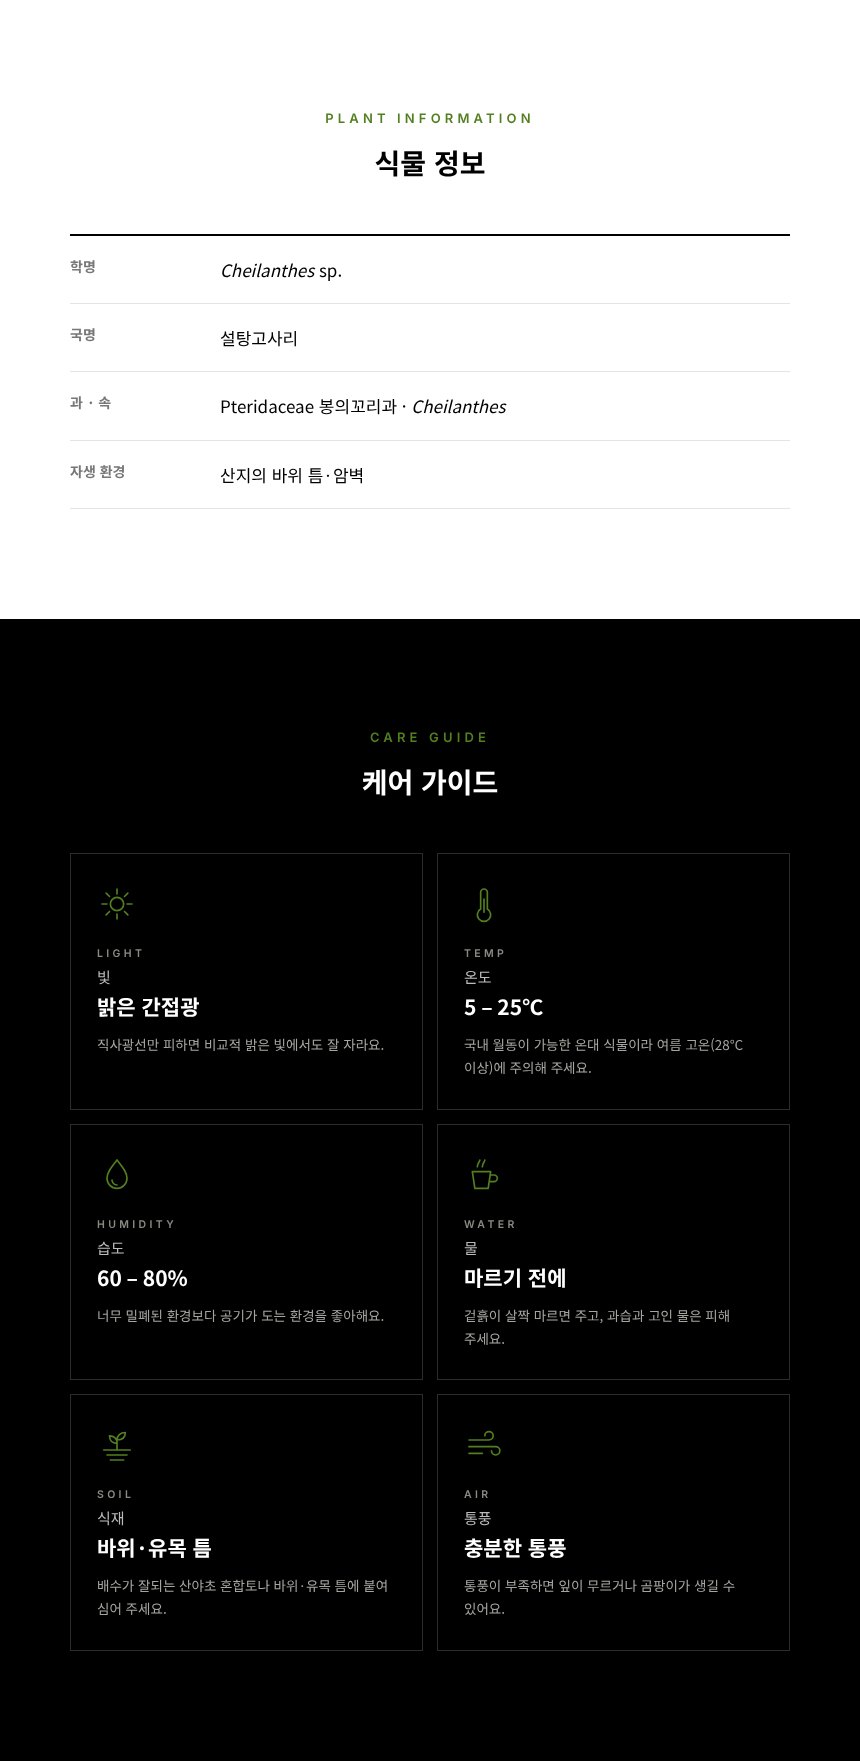 PLANT INFORMATION
식물 정보
학명
Cheilanthes sp.
국명
설탕고사리
과 · 속
Pteridaceae 봉의꼬리과 · Cheilanthes
자생 환경
산지의 바위 틈·암벽
CARE GUIDE
케어 가이드
LIGHT
빛
밝은 간접광
직사광선만 피하면 비교적 밝은 빛에서도 잘 자라요.
TEMP
온도
5 – 25℃
국내 월동이 가능한 온대 식물이라 여름 고온(28℃
이상)에 주의해 주세요.
HUMIDITY
습도
60 – 80%
너무 밀폐된 환경보다 공기가 도는 환경을 좋아해요.
WATER
물
마르기 전에
겉흙이 살짝 마르면 주고, 과습과 고인 물은 피해
주세요.
SOIL
식재
바위·유목 틈
배수가 잘되는 산야초 혼합토나 바위·유목 틈에 붙여
심어 주세요.
AIR
통풍
충분한 통풍
통풍이 부족하면 잎이 무르거나 곰팡이가 생길 수
있어요.